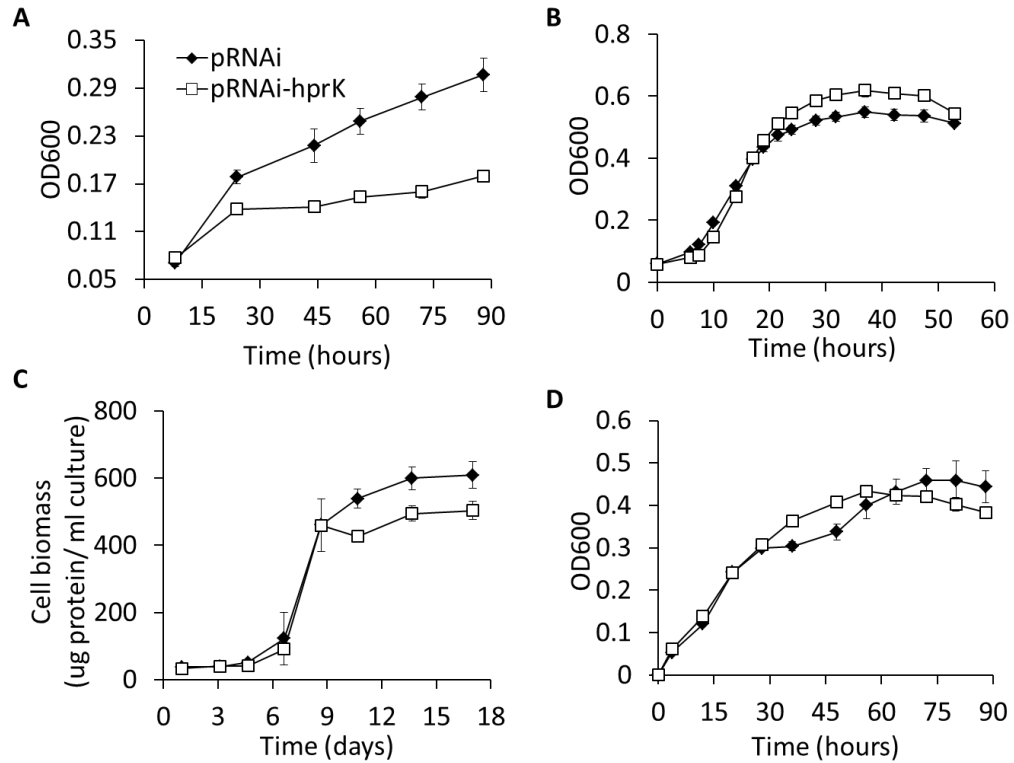 A
0.35
0.29
0.23
0.17
0.11
0.05
OD600
pRNAi
pRNAi-hprK
0 15 30 45 60 75 90
Time (hours)
B
0.8
0.6
0.4
0.2
0
OD600
0 10 20 30 40 50 60
Time (hours)
C
800
600
400
200
0
Cell biomass
(ug protein/ ml culture)
0 3 6 9 12 15 18
Time (days)
D
0.6
0.5
0.4
0.3
0.2
0.1
0
OD600
0 15 30 45 60 75 90
Time (hours)